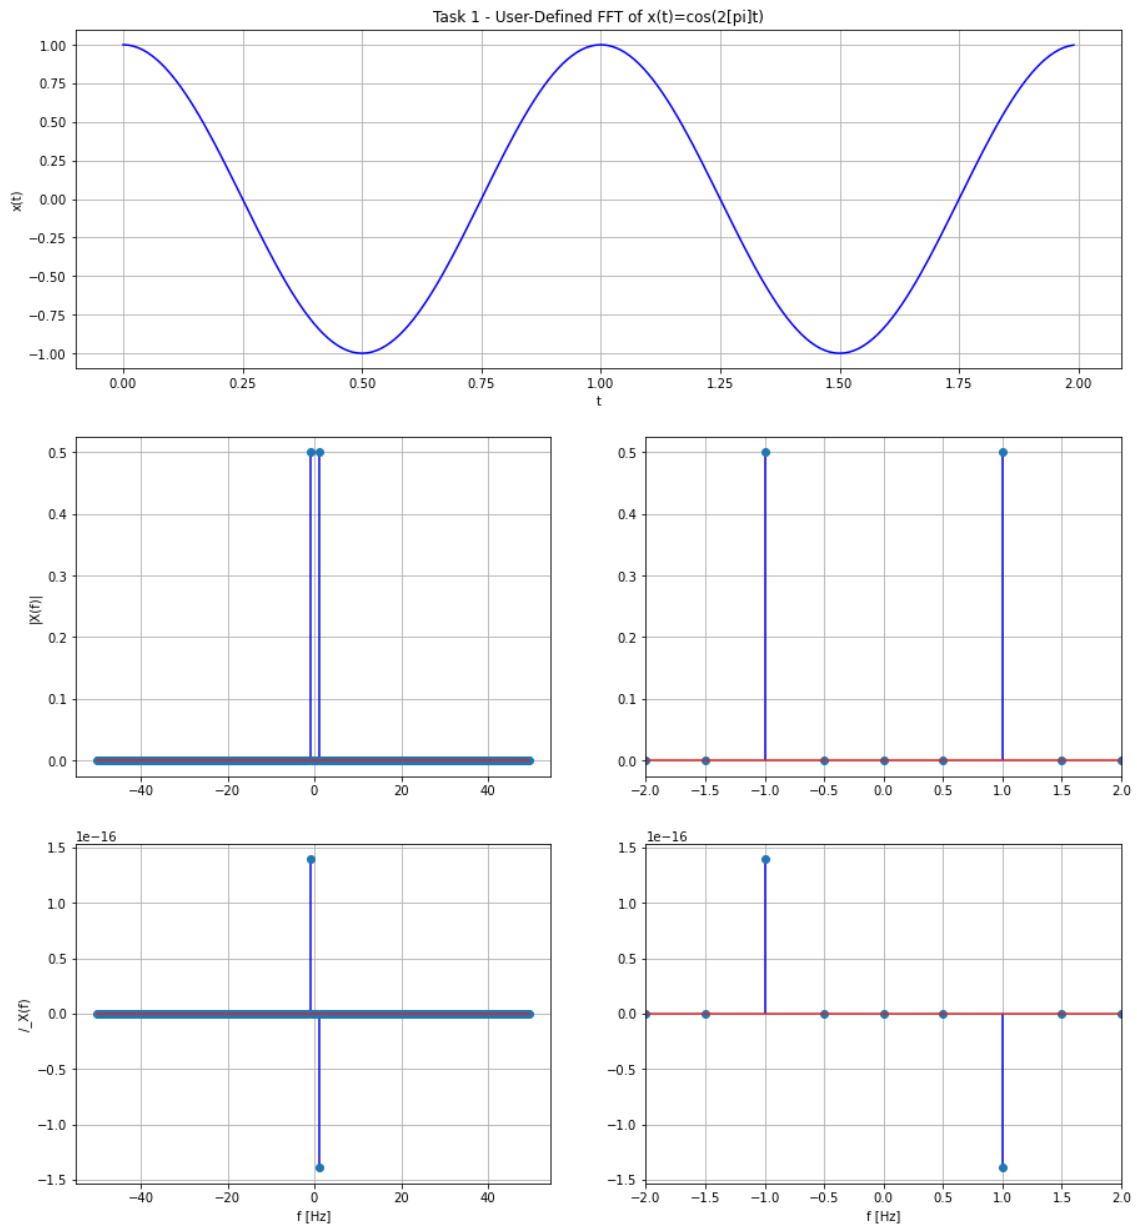 Task 1 - User-Defined FFT of x(t)=cos(2[pi]t)
1.00
0.75
0.50
0.25
0.00
−0.25
−0.50
−0.75
−1.00
x(t)
0.00 0.25 0.50 0.75 1.00 1.25 1.50 1.75 2.00
t
0.5
0.4
0.3
0.2
0.1
0.0
|X(f)|
−40 −20 0 20 40
0.5
0.4
0.3
0.2
0.1
0.0
−2.0 −1.5 −1.0 −0.5 0.0 0.5 1.0 1.5 2.0
1e−16
1.5
1.0
0.5
0.0
−0.5
−1.0
−1.5
/_X(f)
−40 −20 0 20 40
f [Hz]
1e−16
1.5
1.0
0.5
0.0
−0.5
−1.0
−1.5
−2.0 −1.5 −1.0 −0.5 0.0 0.5 1.0 1.5 2.0
f [Hz]